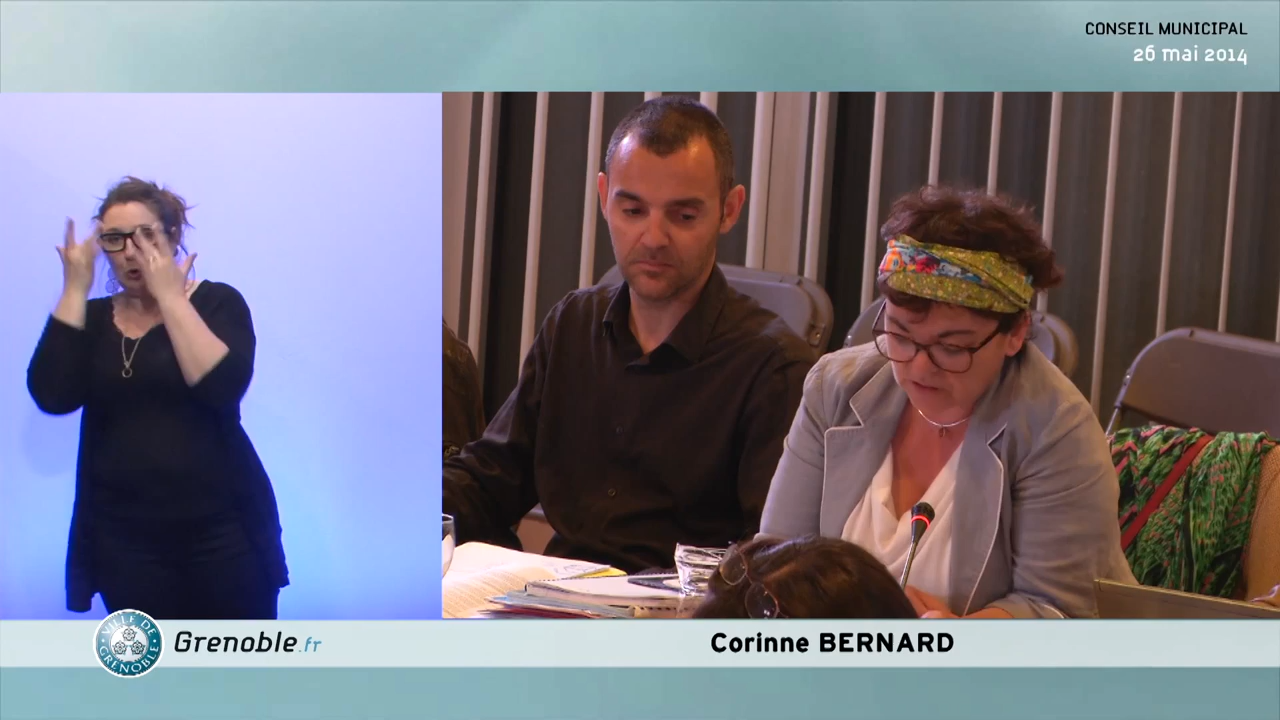 CONSEIL MUNICIPAL
26 mai 2014
VILLE DE
GRENOBLE
Grenoble.fr
Corinne BERNARD